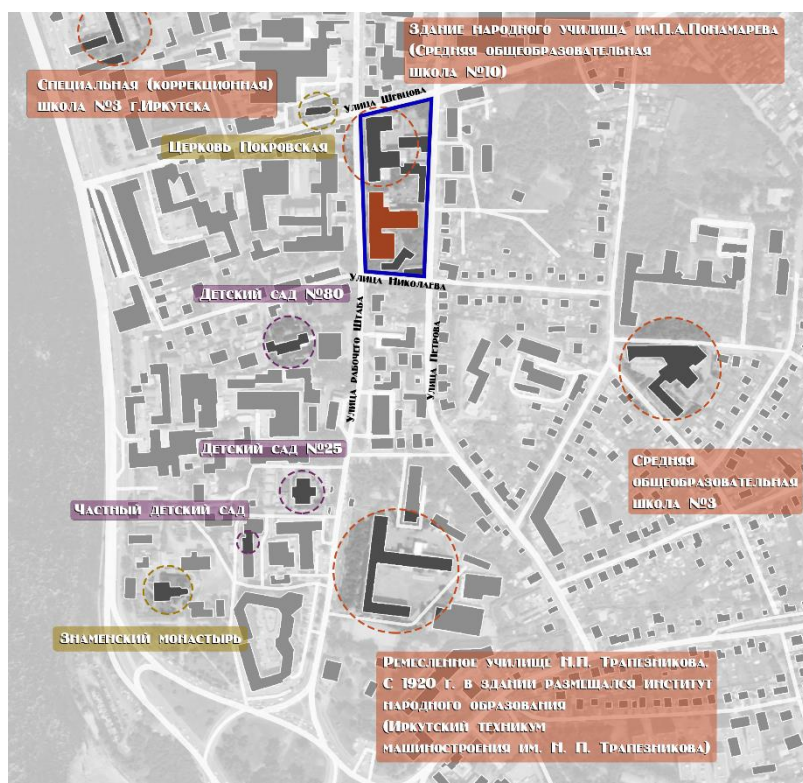 Здание народного училища им.П.А.Понамарева
(Средняя общеобразовательная
школа №10)
Специальная (коррекционная)
школа №3 г.Иркутска
Улица Шевцова
Церковь Покровская
Улица Николаева
Детский сад №80
Улица рабочего Штаба
Улица Петрова
Детский сад №25
Средняя
общеобразовательная
школа №3
Частный детский сад
Знаменский монастырь
Ремесленное училище Н.П. Трапезникова.
С 1920 г. в здании размещался институт
народного образования
(Иркутский техникум
машиностроения им. Н. П. Трапезникова)